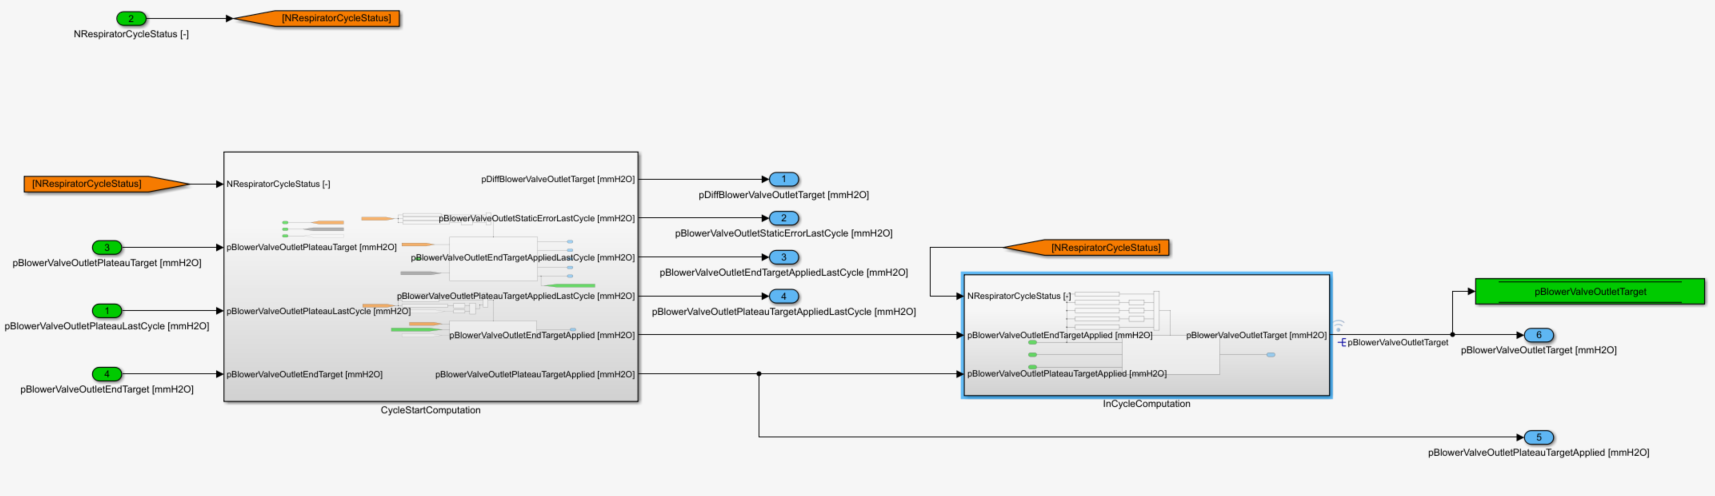 2
[NRespiratorCycleStatus]
NRespiratorCycleStatus [-]
[NRespiratorCycleStatus]
NRespiratorCycleStatus [-]
3
pBlowerValveOutletPlateauTarget [mmH2O]
pBlowerValveOutletPlateauTarget [mmH2O]
1
pBlowerValveOutletPlateauLastCycle [mmH2O]
pBlowerValveOutletPlateauLastCycle [mmH2O]
4
pBlowerValveOutletEndTarget [mmH2O]
pBlowerValveOutletEndTarget [mmH2O]
pDiffBlowerValveOutletTarget [mmH2O]
pBlowerValveOutletStaticErrorLastCycle [mmH2O]
pBlowerValveOutletEndTargetAppliedLastCycle [mmH2O]
pBlowerValveOutletPlateauTargetAppliedLastCycle [mmH2O]
pBlowerValveOutletEndTargetApplied [mmH2O]
pBlowerValveOutletPlateauTargetApplied [mmH2O]
CycleStartComputation
1
pDiffBlowerValveOutletTarget [mmH2O]
2
pBlowerValveOutletStaticErrorLastCycle [mmH2O]
3
pBlowerValveOutletEndTargetAppliedLastCycle [mmH2O]
4
pBlowerValveOutletPlateauTargetAppliedLastCycle [mmH2O]
[NRespiratorCycleStatus]
NRespiratorCycleStatus [-]
pBlowerValveOutletEndTargetApplied [mmH2O]
pBlowerValveOutletPlateauTargetApplied [mmH2O]
pBlowerValveOutletTarget [mmH2O]
InCycleComputation
pBlowerValveOutletTarget
pBlowerValveOutletTarget
6
pBlowerValveOutletTarget [mmH2O]
5
pBlowerValveOutletPlateauTargetApplied [mmH2O]